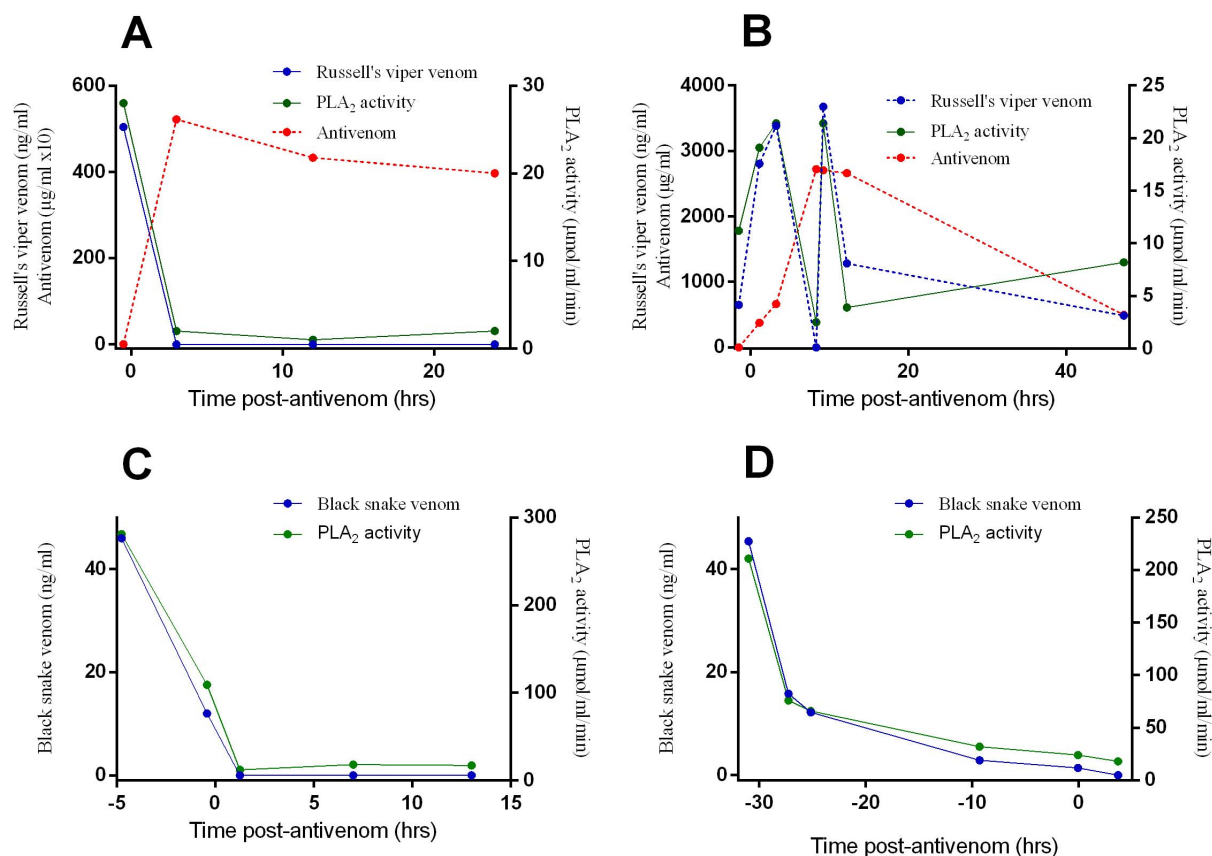 A
Russell's viper venom
PLA₂ activity
Antivenom
Russell's viper venom (ng/ml)
Antivenom (µg/ml x10)
600
400
200
0
30
20
10
0
PLA₂ activity (µmol/ml/min)
0 10 20
Time post-antivenom (hrs)
B
Russell's viper venom
PLA₂ activity
Antivenom
Russell's viper venom (ng/ml)
Antivenom (µg/ml)
4000
3000
2000
1000
0
25
20
15
10
5
0
PLA₂ activity (µmol/ml/min)
0 20 40
Time post-antivenom (hrs)
C
Black snake venom
PLA₂ activity
Black snake venom (ng/ml)
40
20
0
300
200
100
0
PLA₂ activity (µmol/ml/min)
-5 0 5 10 15
Time post-antivenom (hrs)
D
Black snake venom
PLA₂ activity
Black snake venom (ng/ml)
40
20
0
250
200
150
100
50
0
PLA₂ activity (µmol/ml/min)
-30 -20 -10 0
Time post-antivenom (hrs)